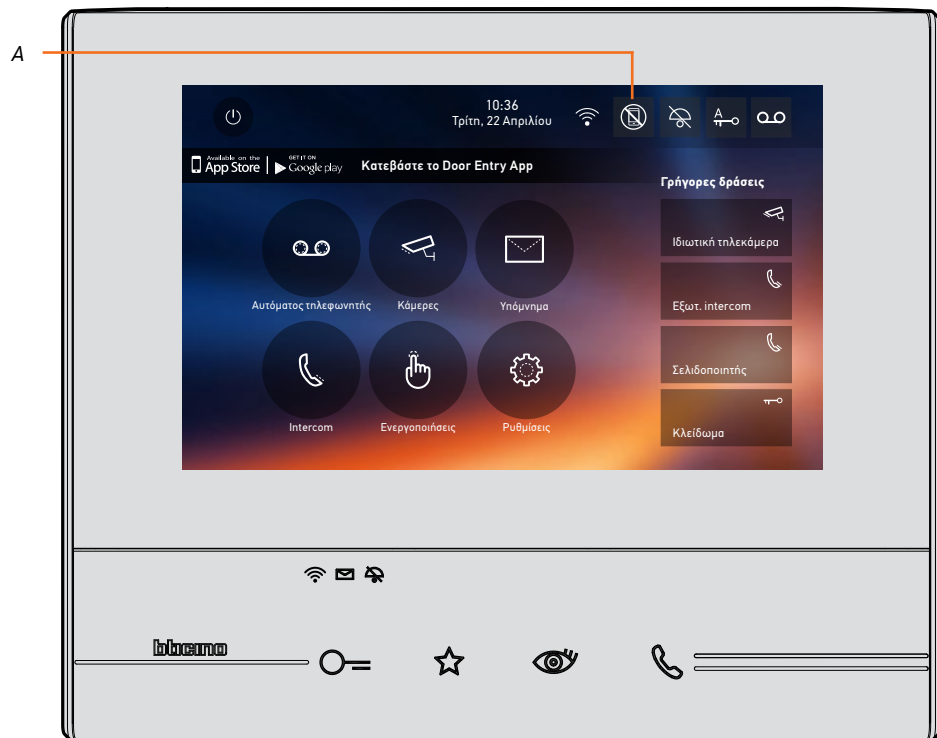 A
10:36
Τρίτη, 22 Απριλίου
A
Available on the
App Store
GET IT ON
Google play
Κατεβάστε το Door Entry App
Γρήγορες δράσεις
Ιδιωτική τηλεκάμερα
Εξωτ. intercom
Σελιδοποιητής
Κλείδωμα
Αυτόματος τηλεφωνητής
Κάμερες
Υπόμνημα
Intercom
Ενεργοποιήσεις
Ρυθμίσεις
bticino